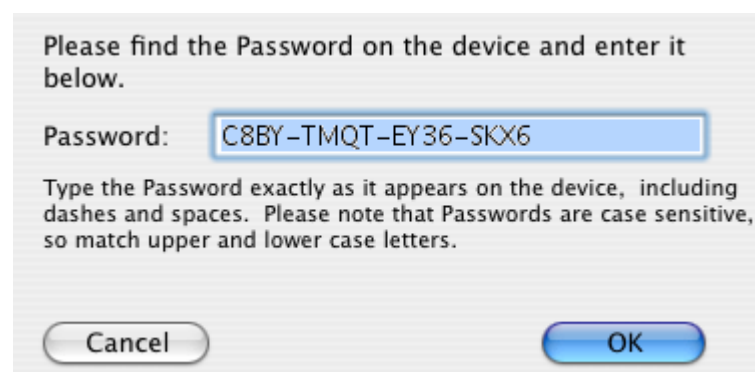 Please find the Password on the device and enter it
below.
Password: C8BY-TMQT-EY36-SKX6
Type the Password exactly as it appears on the device, including
dashes and spaces. Please note that Passwords are case sensitive,
so match upper and lower case letters.
Cancel OK